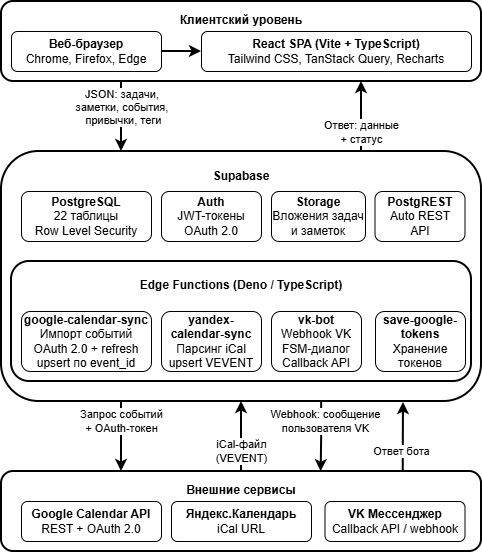 Клиентский уровень
Веб-браузер
Chrome, Firefox, Edge
React SPA (Vite + TypeScript)
Tailwind CSS, TanStack Query, Recharts
JSON: задачи,
заметки, события,
привычки, теги
Ответ: данные
+ статус
Supabase
PostgreSQL
22 таблицы
Row Level Security
Auth
JWT-токены
OAuth 2.0
Storage
Вложения задач
и заметок
PostgREST
Auto REST
API
Edge Functions (Deno / TypeScript)
google-calendar-sync
Импорт событий
OAuth 2.0 + refresh
upsert по event_id
yandex-
calendar-sync
Парсинг iCal
upsert VEVENT
vk-bot
Webhook VK
FSM-диалог
Callback API
save-google-
tokens
Хранение
токенов
Запрос событий
+ OAuth-токен
iCal-файл
(VEVENT)
Webhook: сообщение
пользователя VK
Ответ бота
Внешние сервисы
Google Calendar API
REST + OAuth 2.0
Яндекс.Календарь
iCal URL
VK Мессенджер
Callback API / webhook